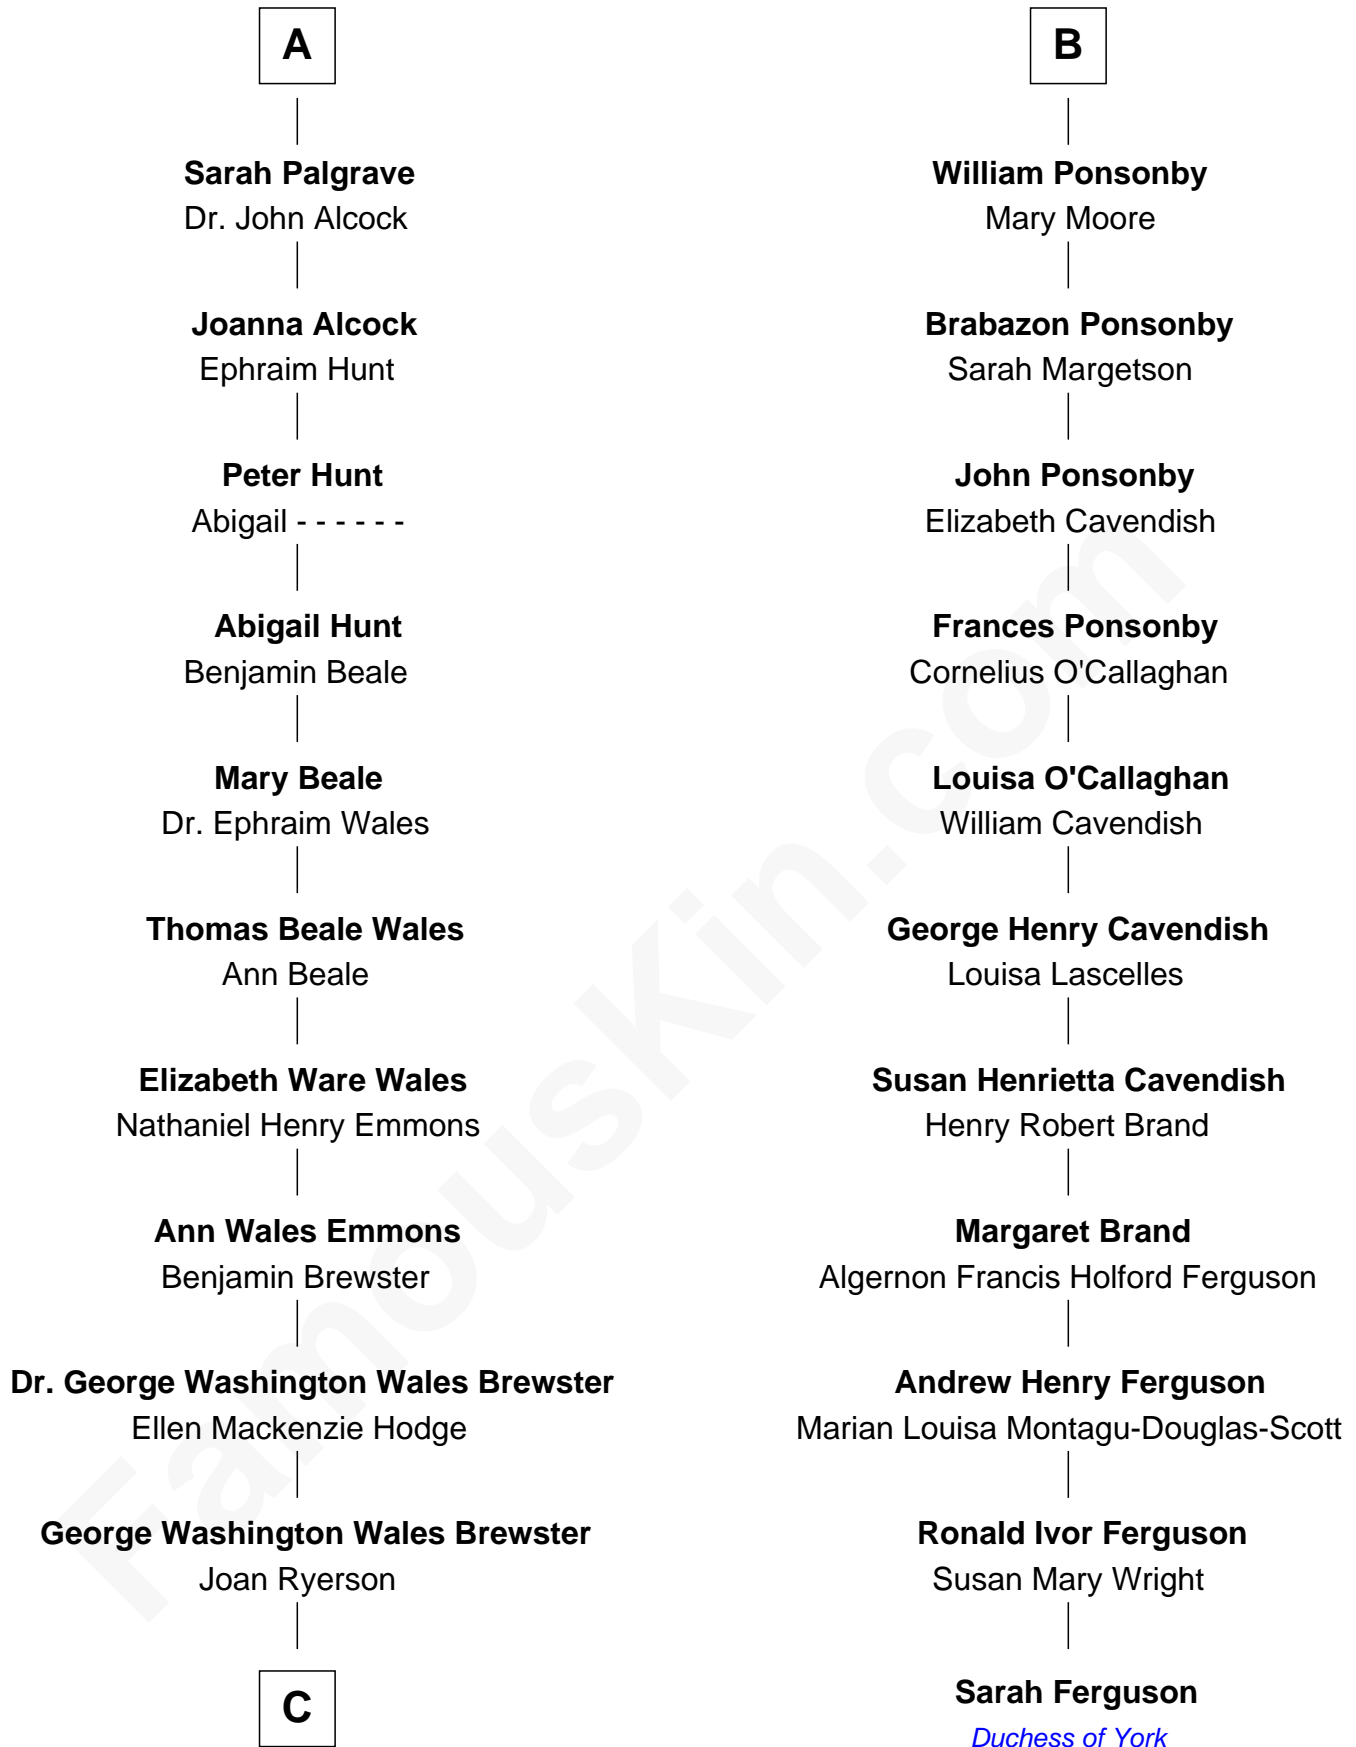 A
Sarah Palgrave
Dr. John Alcock
Joanna Alcock
Ephraim Hunt
Peter Hunt
Abigail - - - - - -
Abigail Hunt
Benjamin Beale
Mary Beale
Dr. Ephraim Wales
Thomas Beale Wales
Ann Beale
Elizabeth Ware Wales
Nathaniel Henry Emmons
Ann Wales Emmons
Benjamin Brewster
Dr. George Washington Wales Brewster
Ellen Mackenzie Hodge
George Washington Wales Brewster
Joan Ryerson
C
B
William Ponsonby
Mary Moore
Brabazon Ponsonby
Sarah Margetson
John Ponsonby
Elizabeth Cavendish
Frances Ponsonby
Cornelius O'Callaghan
Louisa O'Callaghan
William Cavendish
George Henry Cavendish
Louisa Lascelles
Susan Henrietta Cavendish
Henry Robert Brand
Margaret Brand
Algernon Francis Holford Ferguson
Andrew Henry Ferguson
Marian Louisa Montagu-Douglas-Scott
Ronald Ivor Ferguson
Susan Mary Wright
Sarah Ferguson
Duchess of York
FamousKin.com